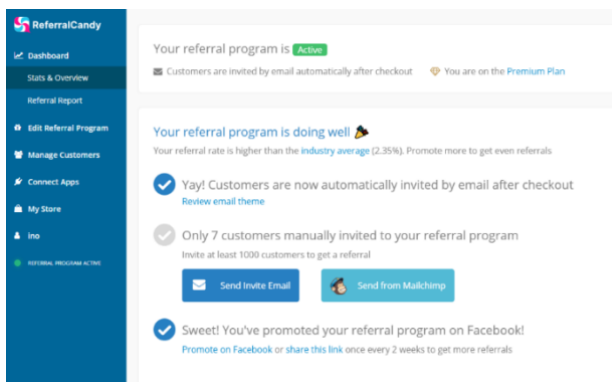 ReferralCandy
Dashboard
Stats & Overview
Referral Report
Edit Referral Program
Manage Customers
Connect Apps
My Store
ino
REFERRAL PROGRAM ACTIVE
Your referral program is Active
Customers are invited by email automatically after checkout You are on the Premium Plan
Your referral program is doing well
Your referral rate is higher than the industry average (2.35%). Promote more to get even referrals
Yay! Customers are now automatically invited by email after checkout
Review email theme
Only 7 customers manually invited to your referral program
Invite at least 1000 customers to get a referral
Send Invite Email Send from Mailchimp
Sweet! You've promoted your referral program on Facebook!
Promote on Facebook or share this link once every 2 weeks to get more referrals